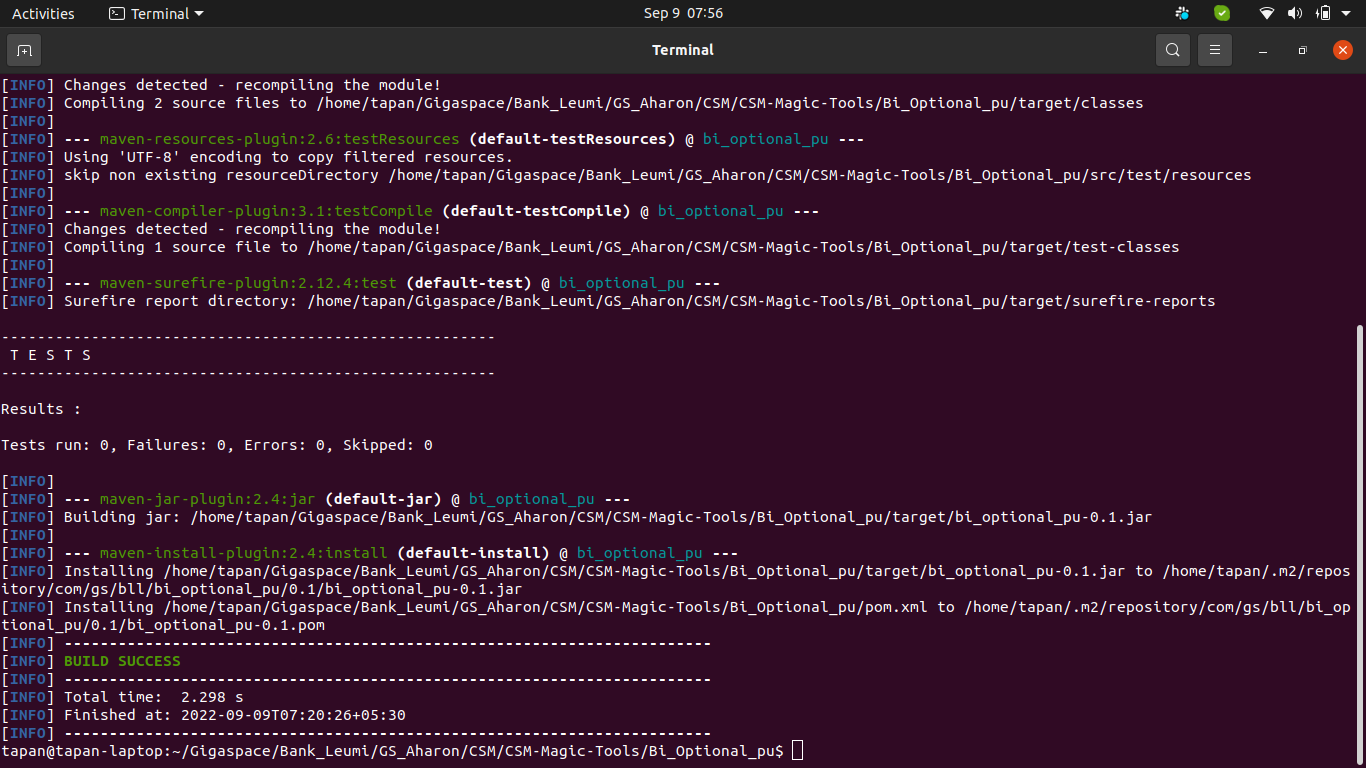 Activities Terminal Sep 9 07:56
Terminal
[INFO] Changes detected - recompiling the module!
[INFO] Compiling 2 source files to /home/tapan/Gigaspace/Bank_Leumi/GS_Aharon/CSM/CSM-Magic-Tools/Bi_Optional_pu/target/classes
[INFO]
[INFO] --- maven-resources-plugin:2.6:testResources (default-testResources) @ bi_optional_pu ---
[INFO] Using 'UTF-8' encoding to copy filtered resources.
[INFO] skip non existing resourceDirectory /home/tapan/Gigaspace/Bank_Leumi/GS_Aharon/CSM/CSM-Magic-Tools/Bi_Optional_pu/src/test/resources
[INFO]
[INFO] --- maven-compiler-plugin:3.1:testCompile (default-testCompile) @ bi_optional_pu ---
[INFO] Changes detected - recompiling the module!
[INFO] Compiling 1 source file to /home/tapan/Gigaspace/Bank_Leumi/GS_Aharon/CSM/CSM-Magic-Tools/Bi_Optional_pu/target/test-classes
[INFO]
[INFO] --- maven-surefire-plugin:2.12.4:test (default-test) @ bi_optional_pu ---
[INFO] Surefire report directory: /home/tapan/Gigaspace/Bank_Leumi/GS_Aharon/CSM/CSM-Magic-Tools/Bi_Optional_pu/target/surefire-reports
-------------------------------------------------------
T E S T S
-------------------------------------------------------
Results :
Tests run: 0, Failures: 0, Errors: 0, Skipped: 0
[INFO]
[INFO] --- maven-jar-plugin:2.4:jar (default-jar) @ bi_optional_pu ---
[INFO] Building jar: /home/tapan/Gigaspace/Bank_Leumi/GS_Aharon/CSM/CSM-Magic-Tools/Bi_Optional_pu/target/bi_optional_pu-0.1.jar
[INFO]
[INFO] --- maven-install-plugin:2.4:install (default-install) @ bi_optional_pu ---
[INFO] Installing /home/tapan/Gigaspace/Bank_Leumi/GS_Aharon/CSM/CSM-Magic-Tools/Bi_Optional_pu/target/bi_optional_pu-0.1.jar to /home/tapan/.m2/repos
itory/com/gs/bll/bi_optional_pu/0.1/bi_optional_pu-0.1.jar
[INFO] Installing /home/tapan/Gigaspace/Bank_Leumi/GS_Aharon/CSM/CSM-Magic-Tools/Bi_Optional_pu/pom.xml to /home/tapan/.m2/repository/com/gs/bll/bi_op
tional_pu/0.1/bi_optional_pu-0.1.pom
[INFO] ------------------------------------------------------------------------
[INFO] BUILD SUCCESS
[INFO] ------------------------------------------------------------------------
[INFO] Total time:  2.298 s
[INFO] Finished at: 2022-09-09T07:20:26+05:30
[INFO] ------------------------------------------------------------------------
tapan@tapan-laptop:~/Gigaspace/Bank_Leumi/GS_Aharon/CSM/CSM-Magic-Tools/Bi_Optional_pu$